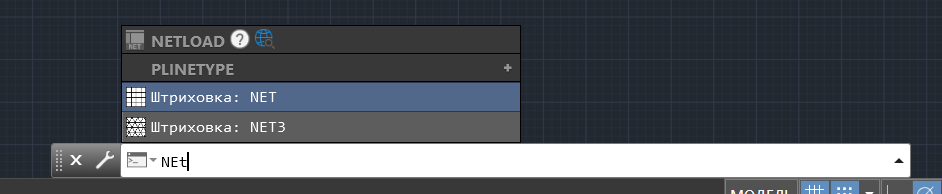 NETLOAD ?
PLINETYPE +
Штриховка: NET
Штриховка: NET3
X NEt
МОДЕЛЬ